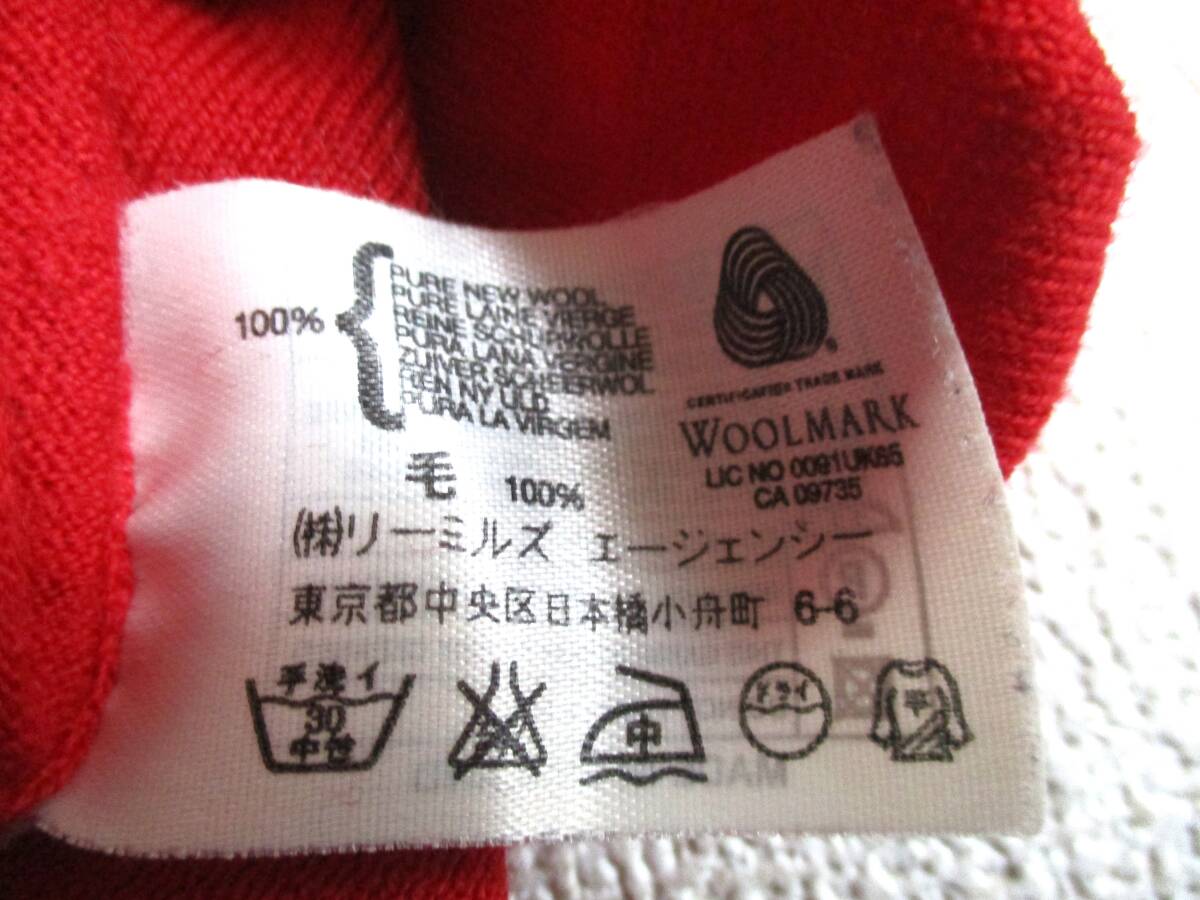 100%
PURE NEW WOOL
PURE LAINE VIERGE
REINE SCHURWOLLE
PURA LANA VERGINE
ZUIVER SCHEERWOL
REN NY ULD
PURA LA VIRGEM
CERTIFICATION TRADE MARK
WOOLMARK
LIC NO 0091UK65
CA 09735
毛 100%
㈱リーミルズ エージェンシー
東京都中央区日本橋小舟町 6-6
手洗イ
30
中性
中
ドライ
平